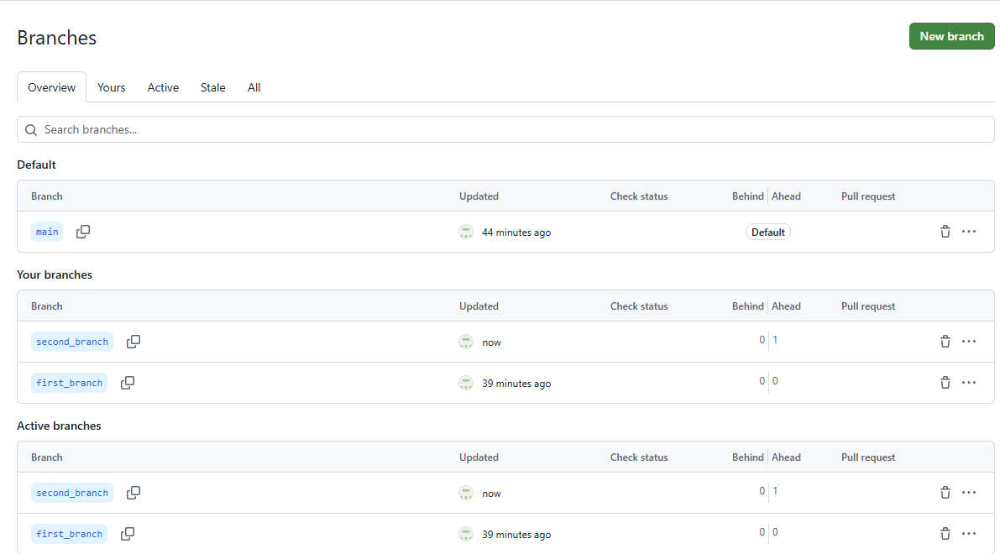 Branches
New branch
Overview Yours Active Stale All
Search branches...
Default
Branch Updated Check status Behind Ahead Pull request
main 44 minutes ago Default
Your branches
Branch Updated Check status Behind Ahead Pull request
second_branch now 0 1
first_branch 39 minutes ago 0 0
Active branches
Branch Updated Check status Behind Ahead Pull request
second_branch now 0 1
first_branch 39 minutes ago 0 0